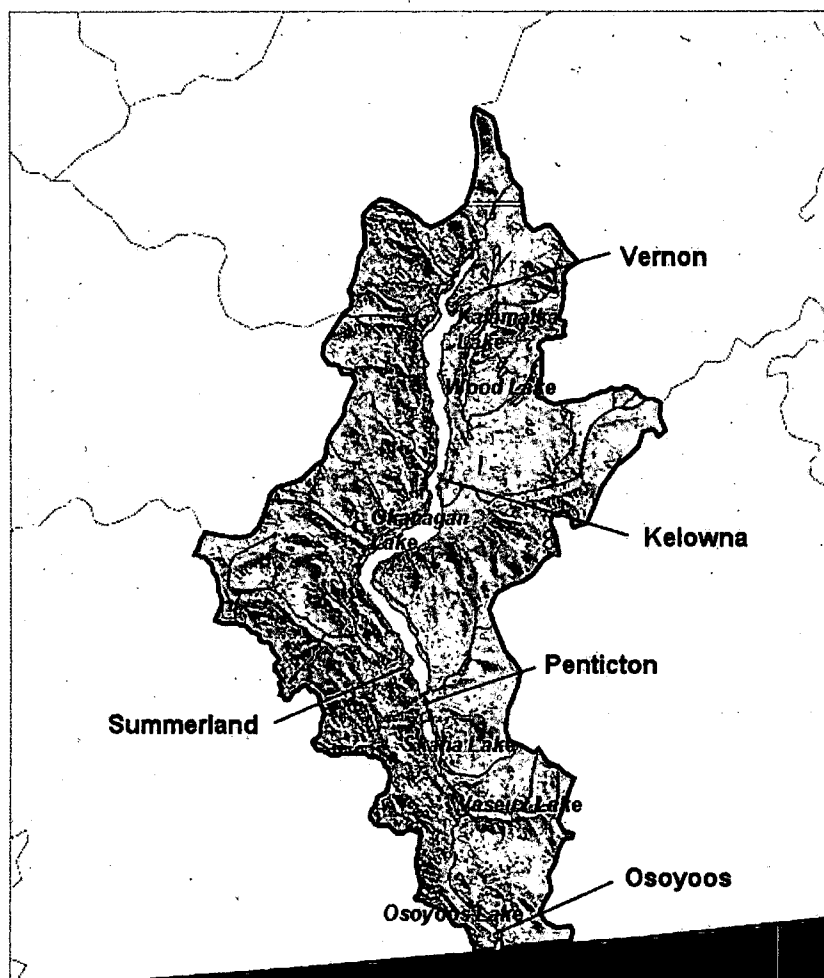 Vernon
Kalamalka
Lake
Wood Lake
Okanagan
Lake
Kelowna
Penticton
Summerland
Skaha Lake
Vaseux Lake
Osoyoos
Osoyoos Lake